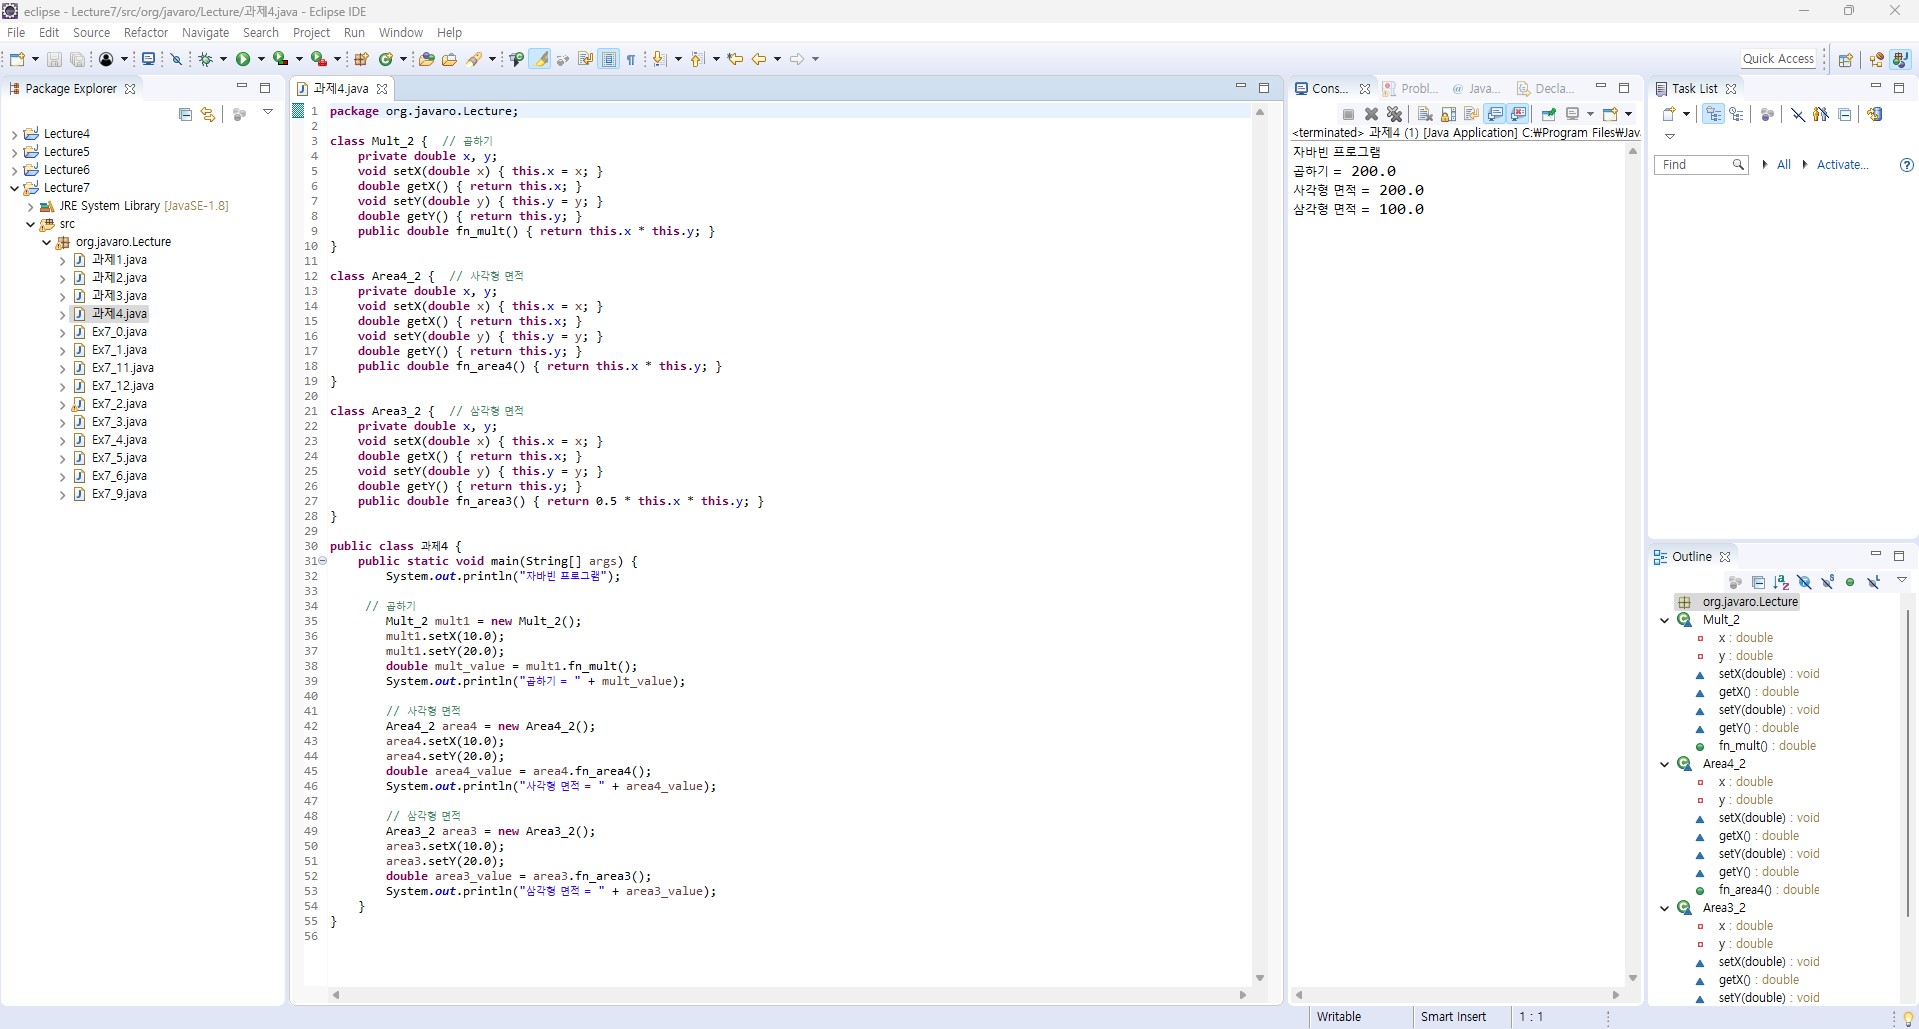 eclipse - Lecture7/src/org/javaro/Lecture/과제4.java - Eclipse IDE
File Edit Source Refactor Navigate Search Project Run Window Help
Quick Access
Package Explorer
Lecture4
Lecture5
Lecture6
Lecture7
JRE System Library [JavaSE-1.8]
src
org.javaro.Lecture
과제1.java
과제2.java
과제3.java
과제4.java
Ex7_0.java
Ex7_1.java
Ex7_11.java
Ex7_12.java
Ex7_2.java
Ex7_3.java
Ex7_4.java
Ex7_5.java
Ex7_6.java
Ex7_9.java
과제4.java
1 package org.javaro.Lecture;
2
3 class Mult_2 {  // 곱하기
4     private double x, y;
5     void setX(double x) { this.x = x; }
6     double getX() { return this.x; }
7     void setY(double y) { this.y = y; }
8     double getY() { return this.y; }
9     public double fn_mult() { return this.x * this.y; }
10 }
11
12 class Area4_2 {  // 사각형 면적
13     private double x, y;
14     void setX(double x) { this.x = x; }
15     double getX() { return this.x; }
16     void setY(double y) { this.y = y; }
17     double getY() { return this.y; }
18     public double fn_area4() { return this.x * this.y; }
19 }
20
21 class Area3_2 {  // 삼각형 면적
22     private double x, y;
23     void setX(double x) { this.x = x; }
24     double getX() { return this.x; }
25     void setY(double y) { this.y = y; }
26     double getY() { return this.y; }
27     public double fn_area3() { return 0.5 * this.x * this.y; }
28 }
29
30 public class 과제4 {
31     public static void main(String[] args) {
32         System.out.println("자바빈 프로그램");
33
34      // 곱하기
35         Mult_2 mult1 = new Mult_2();
36         mult1.setX(10.0);
37         mult1.setY(20.0);
38         double mult_value = mult1.fn_mult();
39         System.out.println("곱하기 = " + mult_value);
40
41         // 사각형 면적
42         Area4_2 area4 = new Area4_2();
43         area4.setX(10.0);
44         area4.setY(20.0);
45         double area4_value = area4.fn_area4();
46         System.out.println("사각형 면적 = " + area4_value);
47
48         // 삼각형 면적
49         Area3_2 area3 = new Area3_2();
50         area3.setX(10.0);
51         area3.setY(20.0);
52         double area3_value = area3.fn_area3();
53         System.out.println("삼각형 면적 = " + area3_value);
54     }
55 }
56
Cons... Probl... @ Java... Decla...
<terminated> 과제4 (1) [Java Application] C:₩Program Files₩Jav
자바빈 프로그램
곱하기 = 200.0
사각형 면적 = 200.0
삼각형 면적 = 100.0
Task List
Find All Activate...
Outline
org.javaro.Lecture
Mult_2
x : double
y : double
setX(double) : void
getX() : double
setY(double) : void
getY() : double
fn_mult() : double
Area4_2
x : double
y : double
setX(double) : void
getX() : double
setY(double) : void
getY() : double
fn_area4() : double
Area3_2
x : double
y : double
setX(double) : void
getX() : double
setY(double) : void
Writable Smart Insert 1 : 1